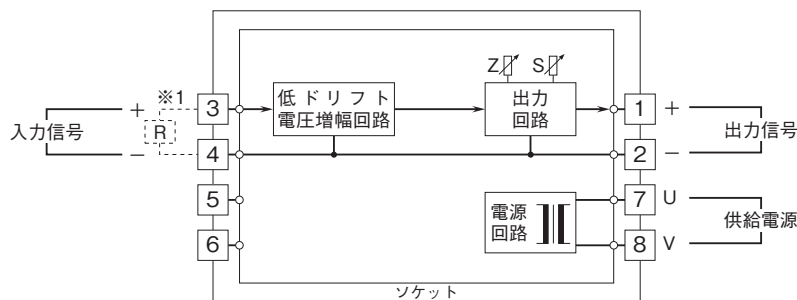 Z S
※1
+ 3 低ドリフト 出力 1 +
入力信号 R 電圧増幅回路 回路 出力信号
− 4 2 −
5 電源 7 U
回路 供給電源
6 8 V
ソケット